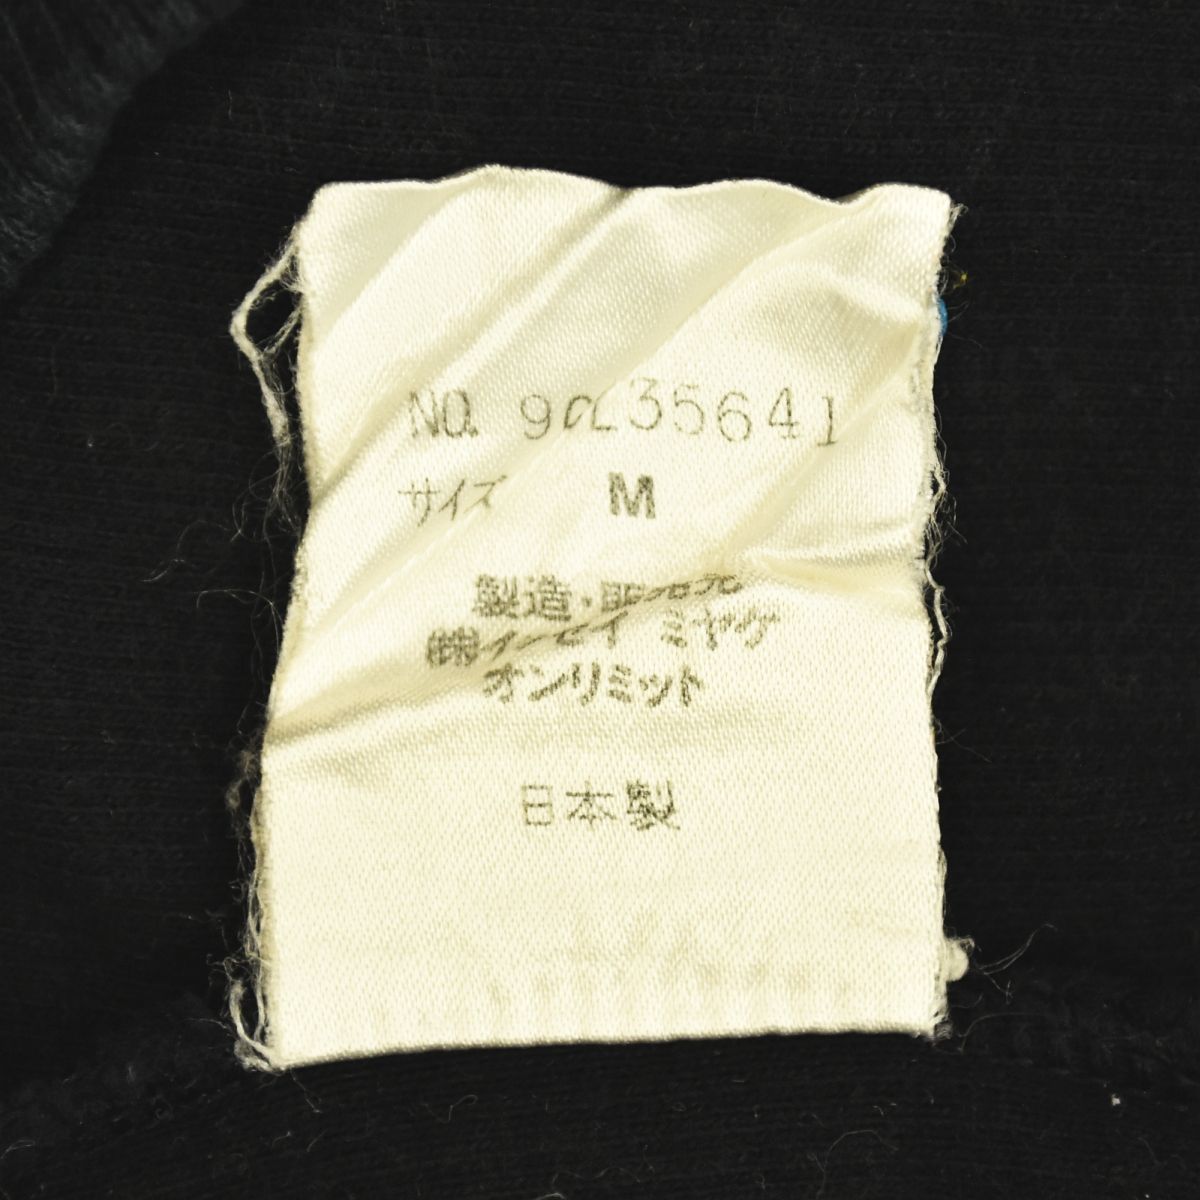 NO.
サイズ M
製造・販売元
㈱イッセイ ミヤケ
オンリミット
日本製